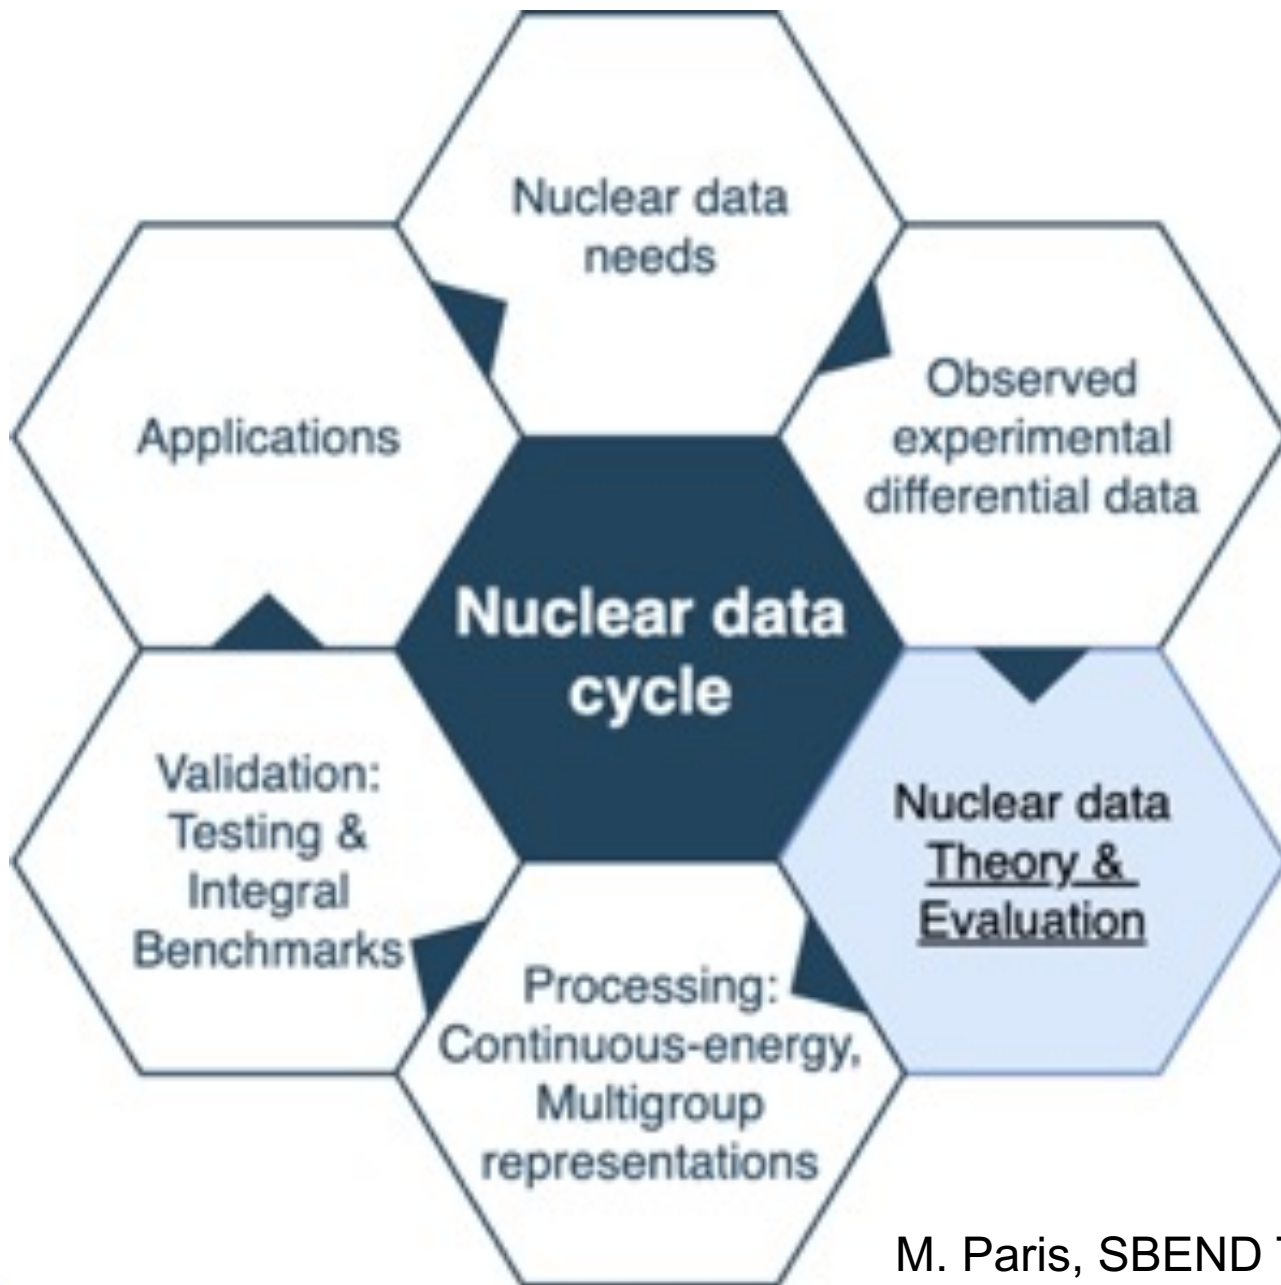 Nuclear data
needs
Observed
experimental
differential data
Applications
Nuclear data
cycle
Nuclear data
Theory &
Evaluation
Validation:
Testing &
Integral
Benchmarks
Processing:
Continuous-energy,
Multigroup
representations
M. Paris, SBEND